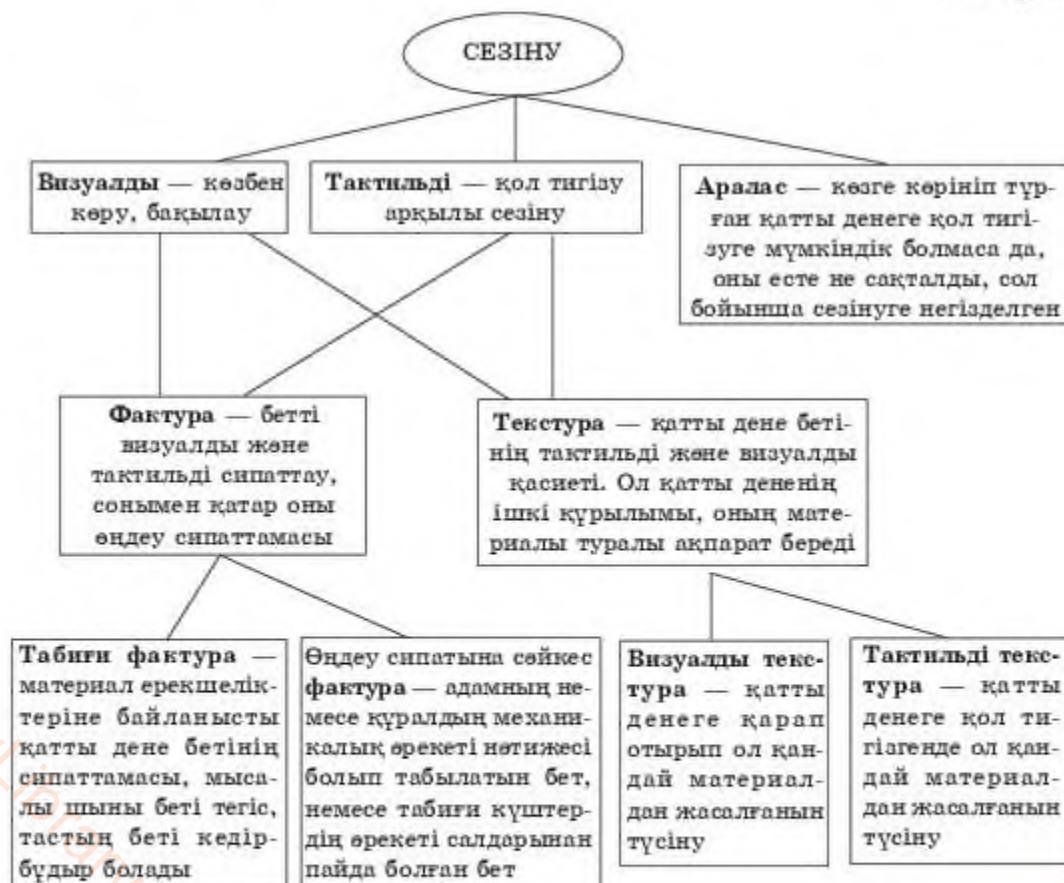 СЕЗІНУ
Визуалды — көзбен
көру, бақылау
Тактильді — қол тигізу
арқылы сезіну
Аралас — көзге көрініп тұр-
ған қатты денеге қол тигі-
зуге мүмкіндік болмаса да,
оны есте не сақталды, сол
бойынша сезінуге негізделген
Фактура — бетті
визуалды және
тактильді сипаттау,
сонымен қатар оны
өңдеу сипаттамасы
Текстура — қатты дене беті-
нің тактильді және визуалды
қасиеті. Ол қатты дененің
ішкі құрылымы, оның мате-
риалы туралы ақпарат береді
Табиғи фактура —
материал ерекшелік-
теріне байланысты
қатты дене бетінің
сипаттамасы, мыса-
лы шыны беті тегіс,
тастың беті кедір-
бұдыр болады
Өңдеу сипатына сәйкес
фактура — адамның не-
месе құралдың механи-
калық әрекеті нәтижесі
болып табылатын бет,
немесе табиғи күштер-
дің әрекеті салдарынан
пайда болған бет
Визуалды текс-
тура — қатты
денеге қарап
отырып ол қан-
дай материал-
дан жасалғанын
түсіну
Тактильді текс-
тура — қатты
денеге қол ти-
гізгенде ол қан-
дай материал-
дан жасалғанын
түсіну